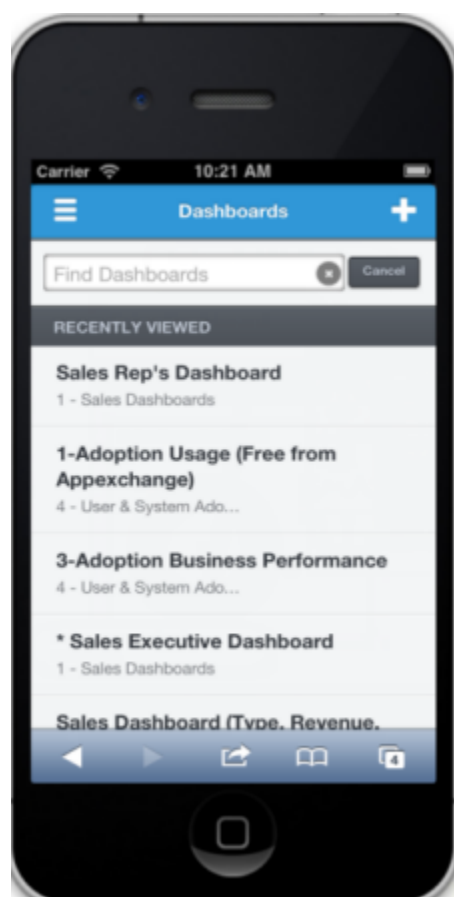 Carrier 10:21 AM
Dashboards
Find Dashboards Cancel
RECENTLY VIEWED
Sales Rep's Dashboard
1 - Sales Dashboards
1-Adoption Usage (Free from
Appexchange)
4 - User & System Ado...
3-Adoption Business Performance
4 - User & System Ado...
* Sales Executive Dashboard
1 - Sales Dashboards
Sales Dashboard (Type, Revenue,
4